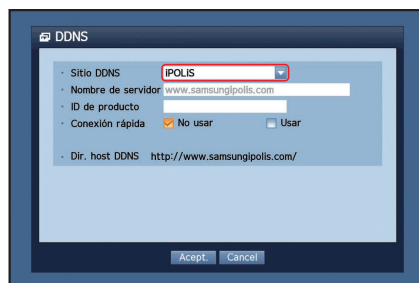 DDNS
· Sitio DDNS iPOLiS
· Nombre de servidor www.samsungipolis.com
· ID de producto
· Conexión rápida No usar Usar
· Dir. host DDNS http://www.samsungipolis.com/
Acept. Cancel